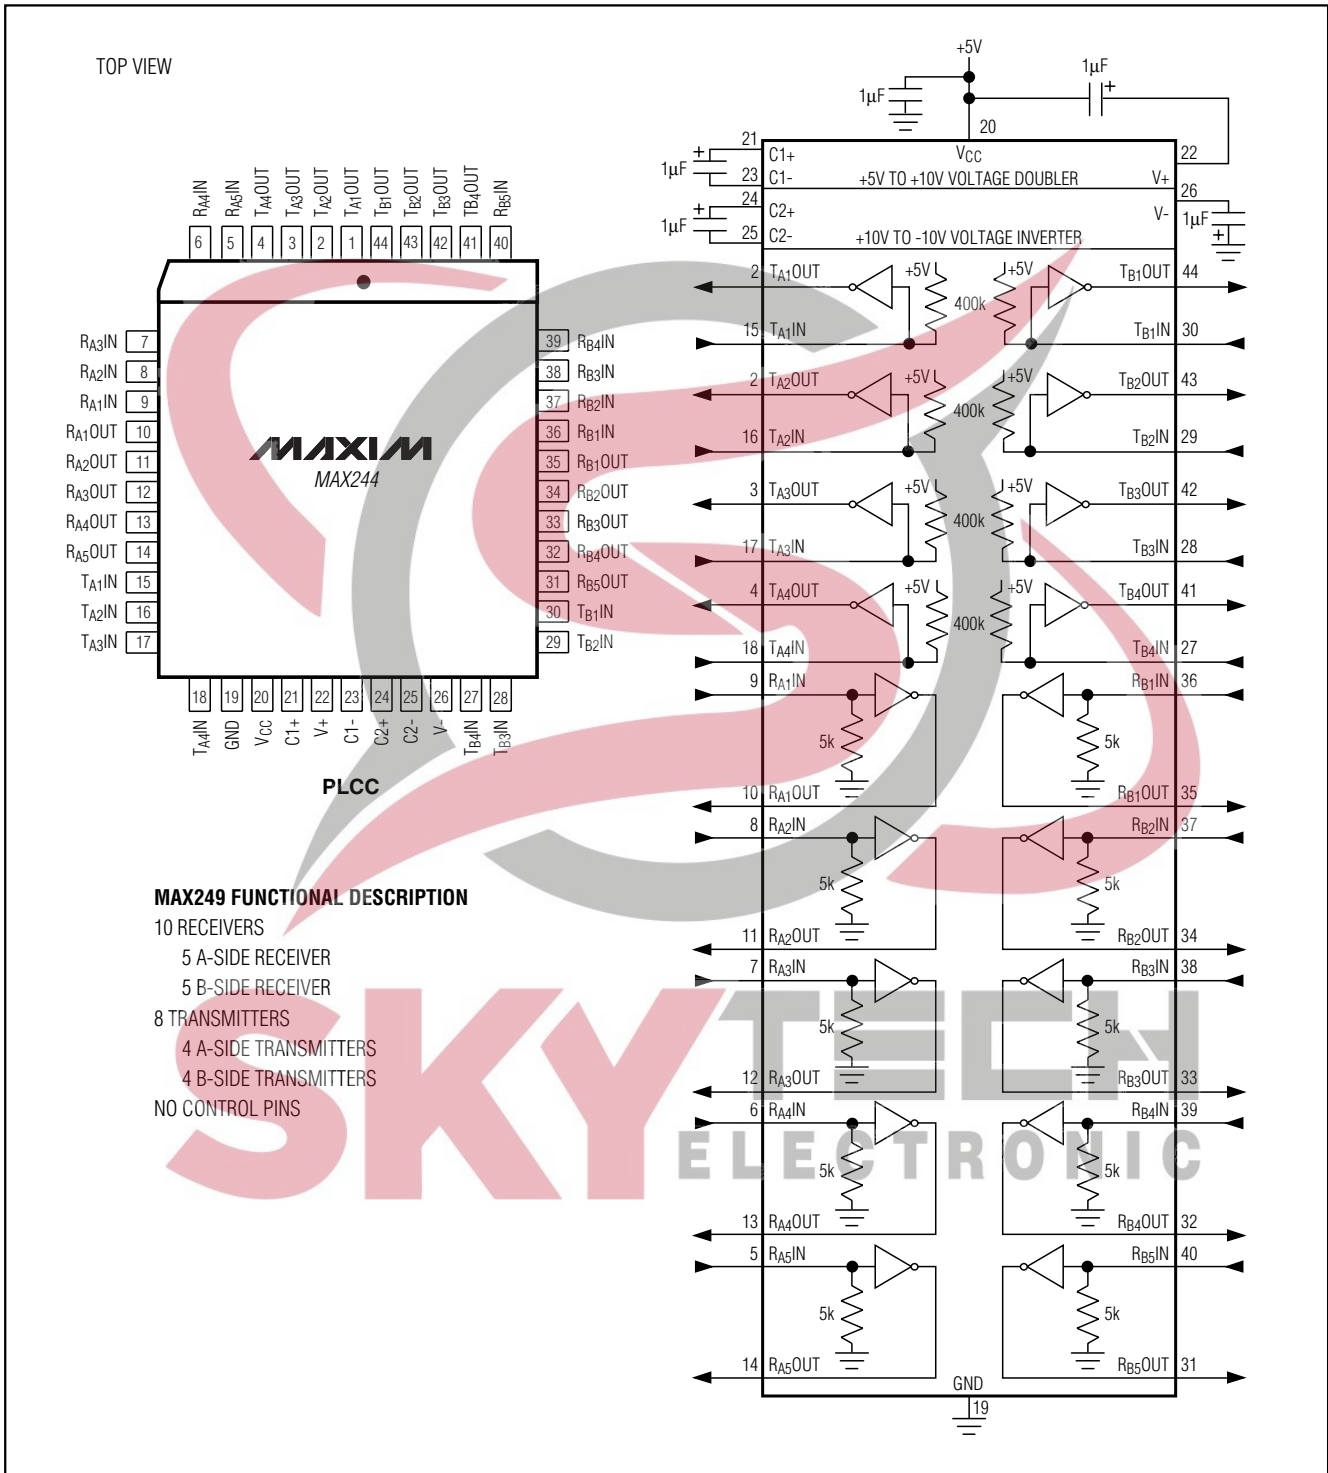 TOP VIEW
RA4IN
RA5IN
TA4OUT
TA3OUT
TA2OUT
TA1OUT
TB1OUT
TB2OUT
TB3OUT
TB4OUT
RB5IN
6 5 4 3 2 1 44 43 42 41 40
RA3IN 7
RA2IN 8
RA1IN 9
RA1OUT 10
RA2OUT 11
RA3OUT 12
RA4OUT 13
RA5OUT 14
TA1IN 15
TA2IN 16
TA3IN 17
MAXIM
MAX244
39 RB4IN
38 RB3IN
37 RB2IN
36 RB1IN
35 RB1OUT
34 RB2OUT
33 RB3OUT
32 RB4OUT
31 RB5OUT
30 TB1IN
29 TB2IN
18 19 20 21 22 23 24 25 26 27 28
TA4IN
GND
VCC
C1+
V+
C1-
C2+
C2-
V-
TB4IN
TB3IN
PLCC
MAX249 FUNCTIONAL DESCRIPTION
10 RECEIVERS
5 A-SIDE RECEIVER
5 B-SIDE RECEIVER
8 TRANSMITTERS
4 A-SIDE TRANSMITTERS
4 B-SIDE TRANSMITTERS
NO CONTROL PINS
+5V
1µF
1µF +
20
VCC
21 C1+
+ 1µF
23 C1-
+5V TO +10V VOLTAGE DOUBLER
V+ 22
24 C2+
+ 1µF
25 C2-
+10V TO -10V VOLTAGE INVERTER
V- 26
1µF +
2 TA1OUT +5V +5V TB1OUT 44
400k
15 TA1IN TB1IN 30
2 TA2OUT +5V +5V TB2OUT 43
400k
16 TA2IN TB2IN 29
3 TA3OUT +5V +5V TB3OUT 42
400k
17 TA3IN TB3IN 28
4 TA4OUT +5V +5V TB4OUT 41
400k
18 TA4IN TB4IN 27
9 RA1IN RB1IN 36
5k 5k
10 RA1OUT RB1OUT 35
8 RA2IN RB2IN 37
5k 5k
11 RA2OUT RB2OUT 34
7 RA3IN RB3IN 38
5k 5k
12 RA3OUT RB3OUT 33
6 RA4IN RB4IN 39
5k 5k
13 RA4OUT RB4OUT 32
5 RA5IN RB5IN 40
5k 5k
14 RA5OUT RB5OUT 31
GND
19
SKYTECH
ELECTRONIC